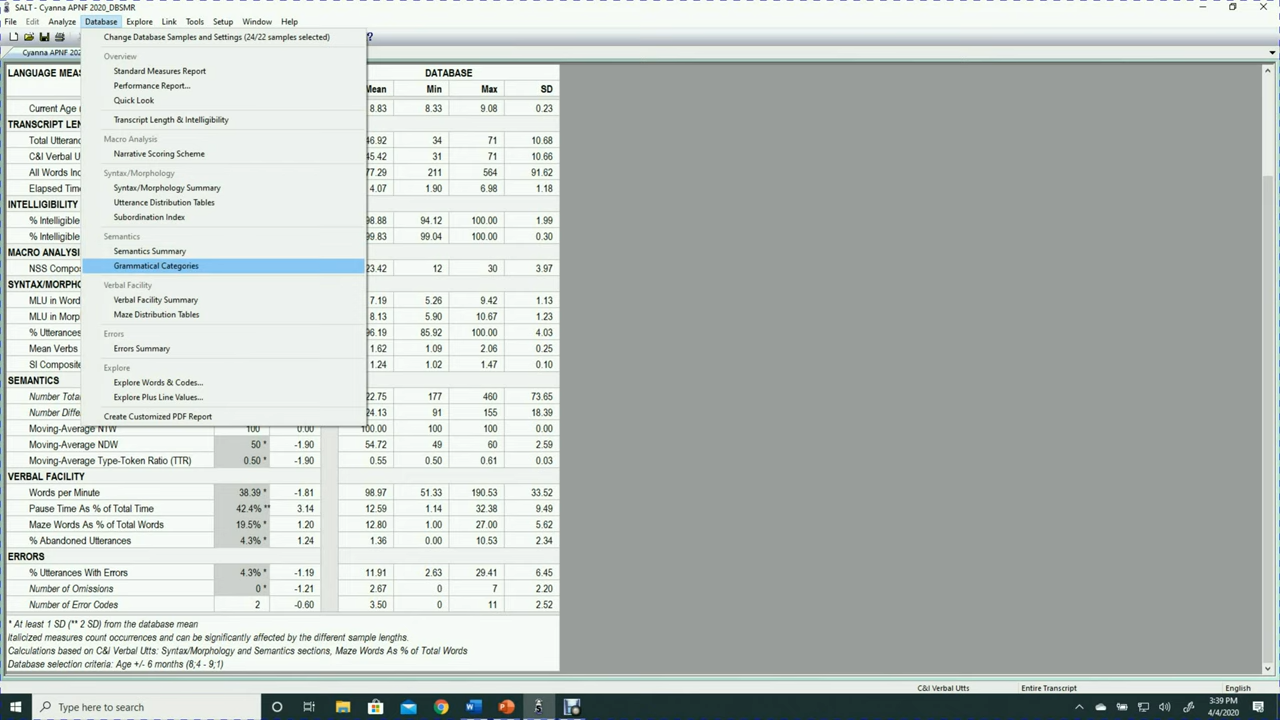 SALT - Cyanna APNF 2020_DBMSR
File Edit Analyze Database Explore Link Tools Setup Window Help
Change Database Samples and Settings (24/22 samples selected)
Cyanna APNF 202
Overview
Standard Measures Report
Performance Report...
Quick Look
Transcript Length & Intelligibility
Macro Analysis
Narrative Scoring Scheme
Syntax/Morphology
Syntax/Morphology Summary
Utterance Distribution Tables
Subordination Index
Semantics
Semantics Summary
Grammatical Categories
Verbal Facility
Verbal Facility Summary
Maze Distribution Tables
Errors
Errors Summary
Explore
Explore Words & Codes...
Explore Plus Line Values...
Create Customized PDF Report
LANGUAGE MEA DATABASE
Mean Min Max SD
Current Age ( 8.83 8.33 9.08 0.23
TRANSCRIPT LEN
Total Utteran 46.92 34 71 10.68
C&I Verbal U 45.42 31 71 10.66
All Words Inc 77.29 211 564 91.62
Elapsed Time 4.07 1.90 6.98 1.18
INTELLIGIBILITY
% Intelligible 98.88 94.12 100.00 1.99
% Intelligible 99.83 99.04 100.00 0.30
MACRO ANALYSI
NSS Compo 23.42 12 30 3.97
SYNTAX/MORPHO
MLU in Word 7.19 5.26 9.42 1.13
MLU in Morp 8.13 5.90 10.67 1.23
% Utterances 96.19 85.92 100.00 4.03
Mean Verbs 1.62 1.09 2.06 0.25
SI Composite 1.24 1.02 1.47 0.10
SEMANTICS
Number Tota 22.75 177 460 73.65
Number Diffe 24.13 91 155 18.39
Moving-Average NTW 100 0.00 100.00 100 100 0.00
Moving-Average NDW 50 * -1.90 54.72 49 60 2.59
Moving-Average Type-Token Ratio (TTR) 0.50 * -1.90 0.55 0.50 0.61 0.03
VERBAL FACILITY
Words per Minute 38.39 * -1.81 98.97 51.33 190.53 33.52
Pause Time As % of Total Time 42.4% ** 3.14 12.59 1.14 32.38 9.49
Maze Words As % of Total Words 19.5% * 1.20 12.80 1.00 27.00 5.62
% Abandoned Utterances 4.3% * 1.24 1.36 0.00 10.53 2.34
ERRORS
% Utterances With Errors 4.3% * -1.19 11.91 2.63 29.41 6.45
Number of Omissions 0 * -1.21 2.67 0 7 2.20
Number of Error Codes 2 -0.60 3.50 0 11 2.52
* At least 1 SD (** 2 SD) from the database mean
Italicized measures count occurrences and can be significantly affected by the different sample lengths.
Calculations based on C&I Verbal Utts: Syntax/Morphology and Semantics sections, Maze Words As % of Total Words
Database selection criteria: Age +/- 6 months (8;4 - 9;1)
C&I Verbal Utts Entire Transcript English
Type here to search
3:39 PM
4/4/2020